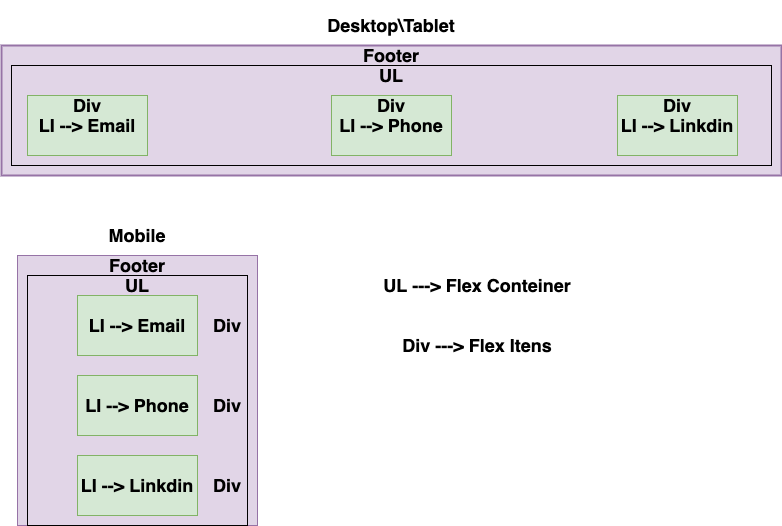 Desktop\Tablet
Footer
UL
Div
LI --> Email
Div
LI --> Phone
Div
LI --> Linkdin
Mobile
Footer
UL
LI --> Email Div
LI --> Phone Div
LI --> Linkdin Div
UL ---> Flex Conteiner
Div ---> Flex Itens